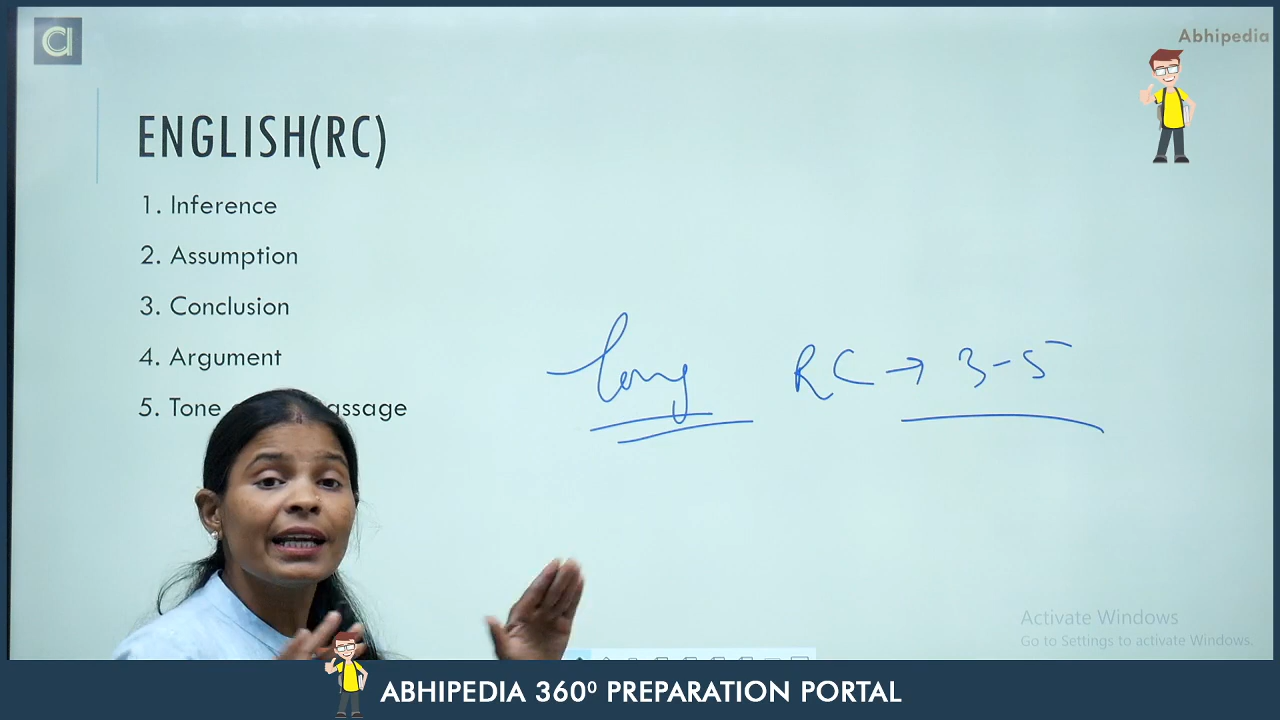 Abhipedia
ENGLISH(RC)
1. Inference
2. Assumption
3. Conclusion
4. Argument
5. Tone assage
long RC → 3-5
Activate Windows
Go to Settings to activate Windows.
ABHIPEDIA 360⁰ PREPARATION PORTAL